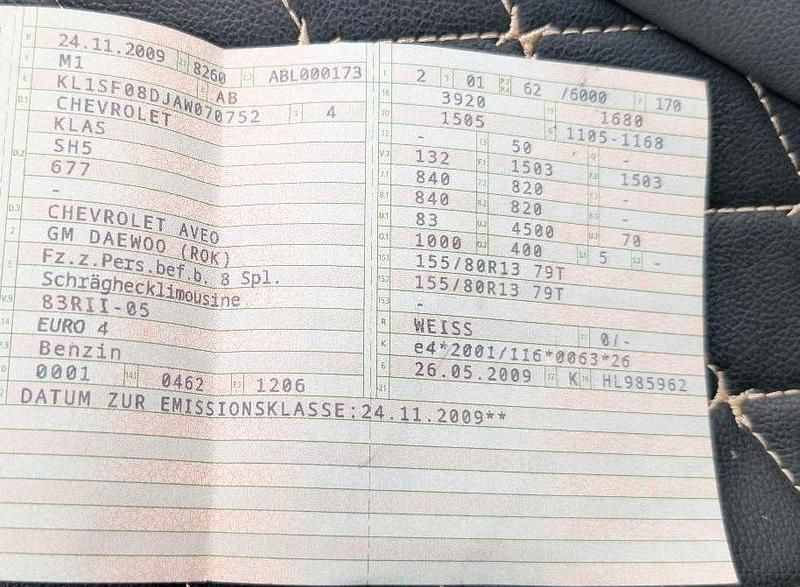 24.11.2009 8260 ABL000173
M1 AB
KL1SF08DJAW070752 4
CHEVROLET
KLAS
SH5
677
-
CHEVROLET AVEO
GM DAEWOO (ROK)
Fz.z.Pers.bef.b. 8 Spl.
Schräghecklimousine
83RII-05
EURO 4
Benzin
0001 0462 1206
DATUM ZUR EMISSIONSKLASSE:24.11.2009**
2 01 62 /6000 170
3920 1680
1505 1105-1168
- 50 -
132 1503 1503
840 820 -
840 820 -
83 4500 70
1000 400 5 -
155/80R13 79T
155/80R13 79T
-
WEISS 0/-
e4*2001/116*0063*26
26.05.2009 K HL985962